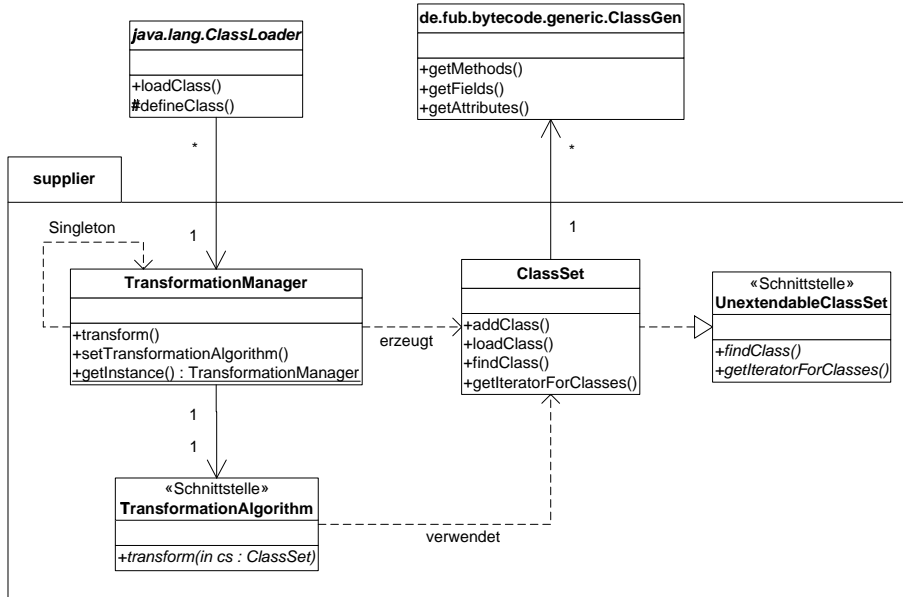 java.lang.ClassLoader
+loadClass()
#defineClass()
de.fub.bytecode.generic.ClassGen
+getMethods()
+getFields()
+getAttributes()
*
*
supplier
Singleton
1
1
TransformationManager
+transform()
+setTransformationAlgorithm()
+getInstance() : TransformationManager
erzeugt
ClassSet
+addClass()
+loadClass()
+findClass()
+getIteratorForClasses()
«Schnittstelle»
UnextendableClassSet
+findClass()
+getIteratorForClasses()
1
1
«Schnittstelle»
TransformationAlgorithm
+transform(in cs : ClassSet)
verwendet